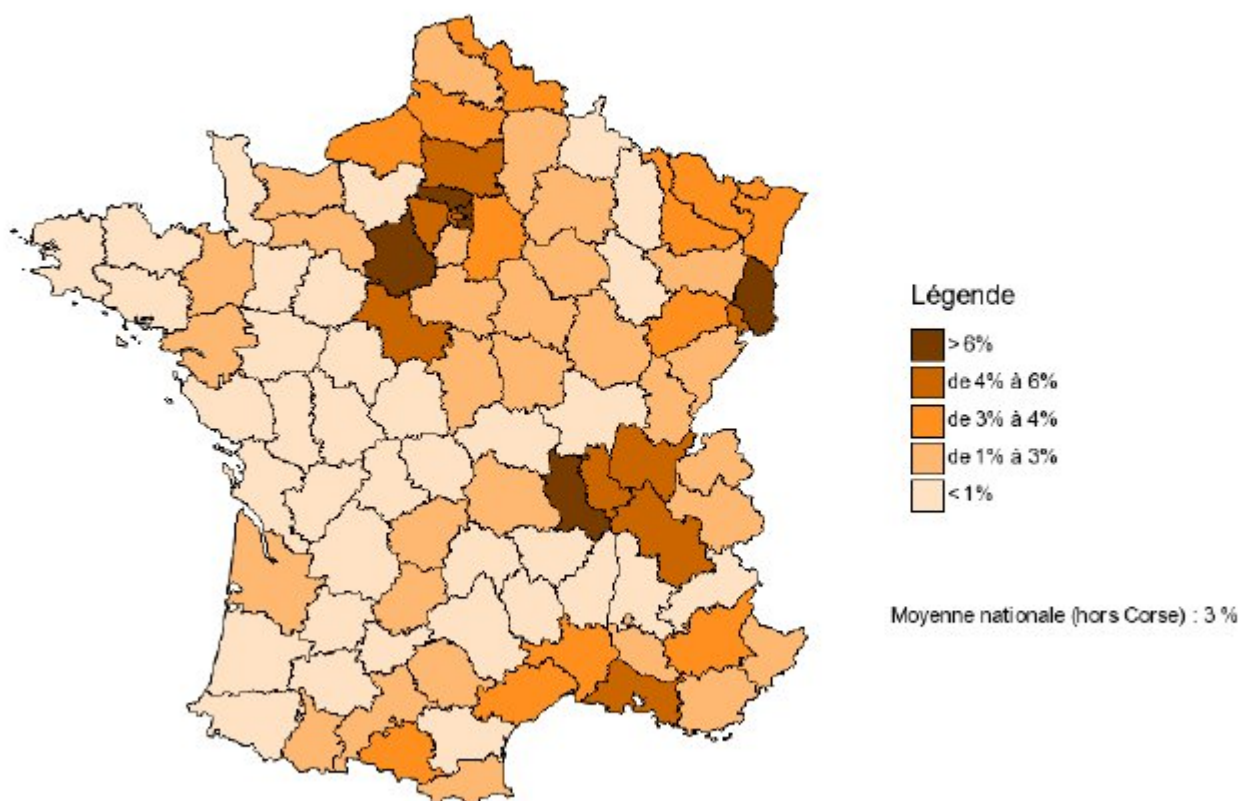 Légende
>6%
de 4% à 6%
de 3% à 4%
de 1% à 3%
<1%
Moyenne nationale (hors Corse) : 3 %